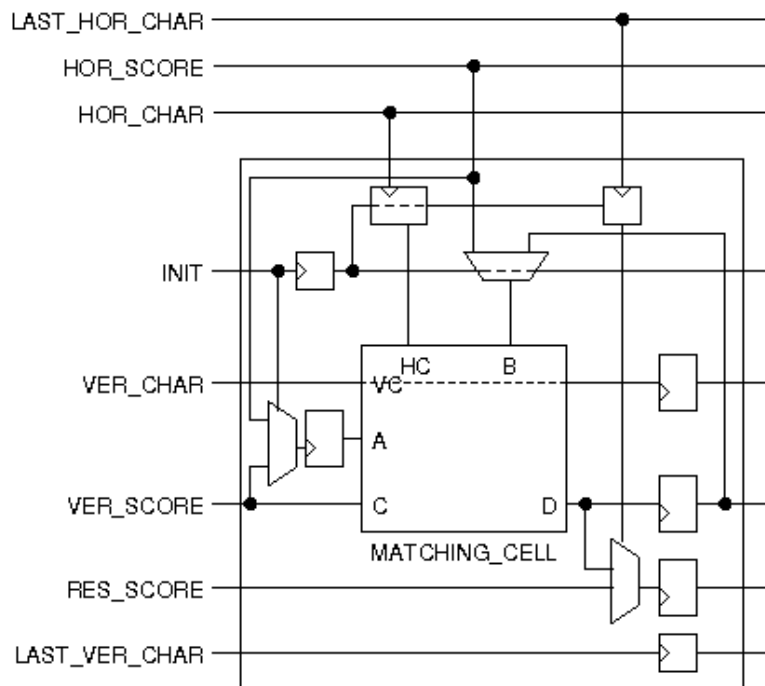 LAST_HOR_CHAR
HOR_SCORE
HOR_CHAR
INIT
HC B
VER_CHAR VC
A
VER_SCORE C D
MATCHING_CELL
RES_SCORE
LAST_VER_CHAR